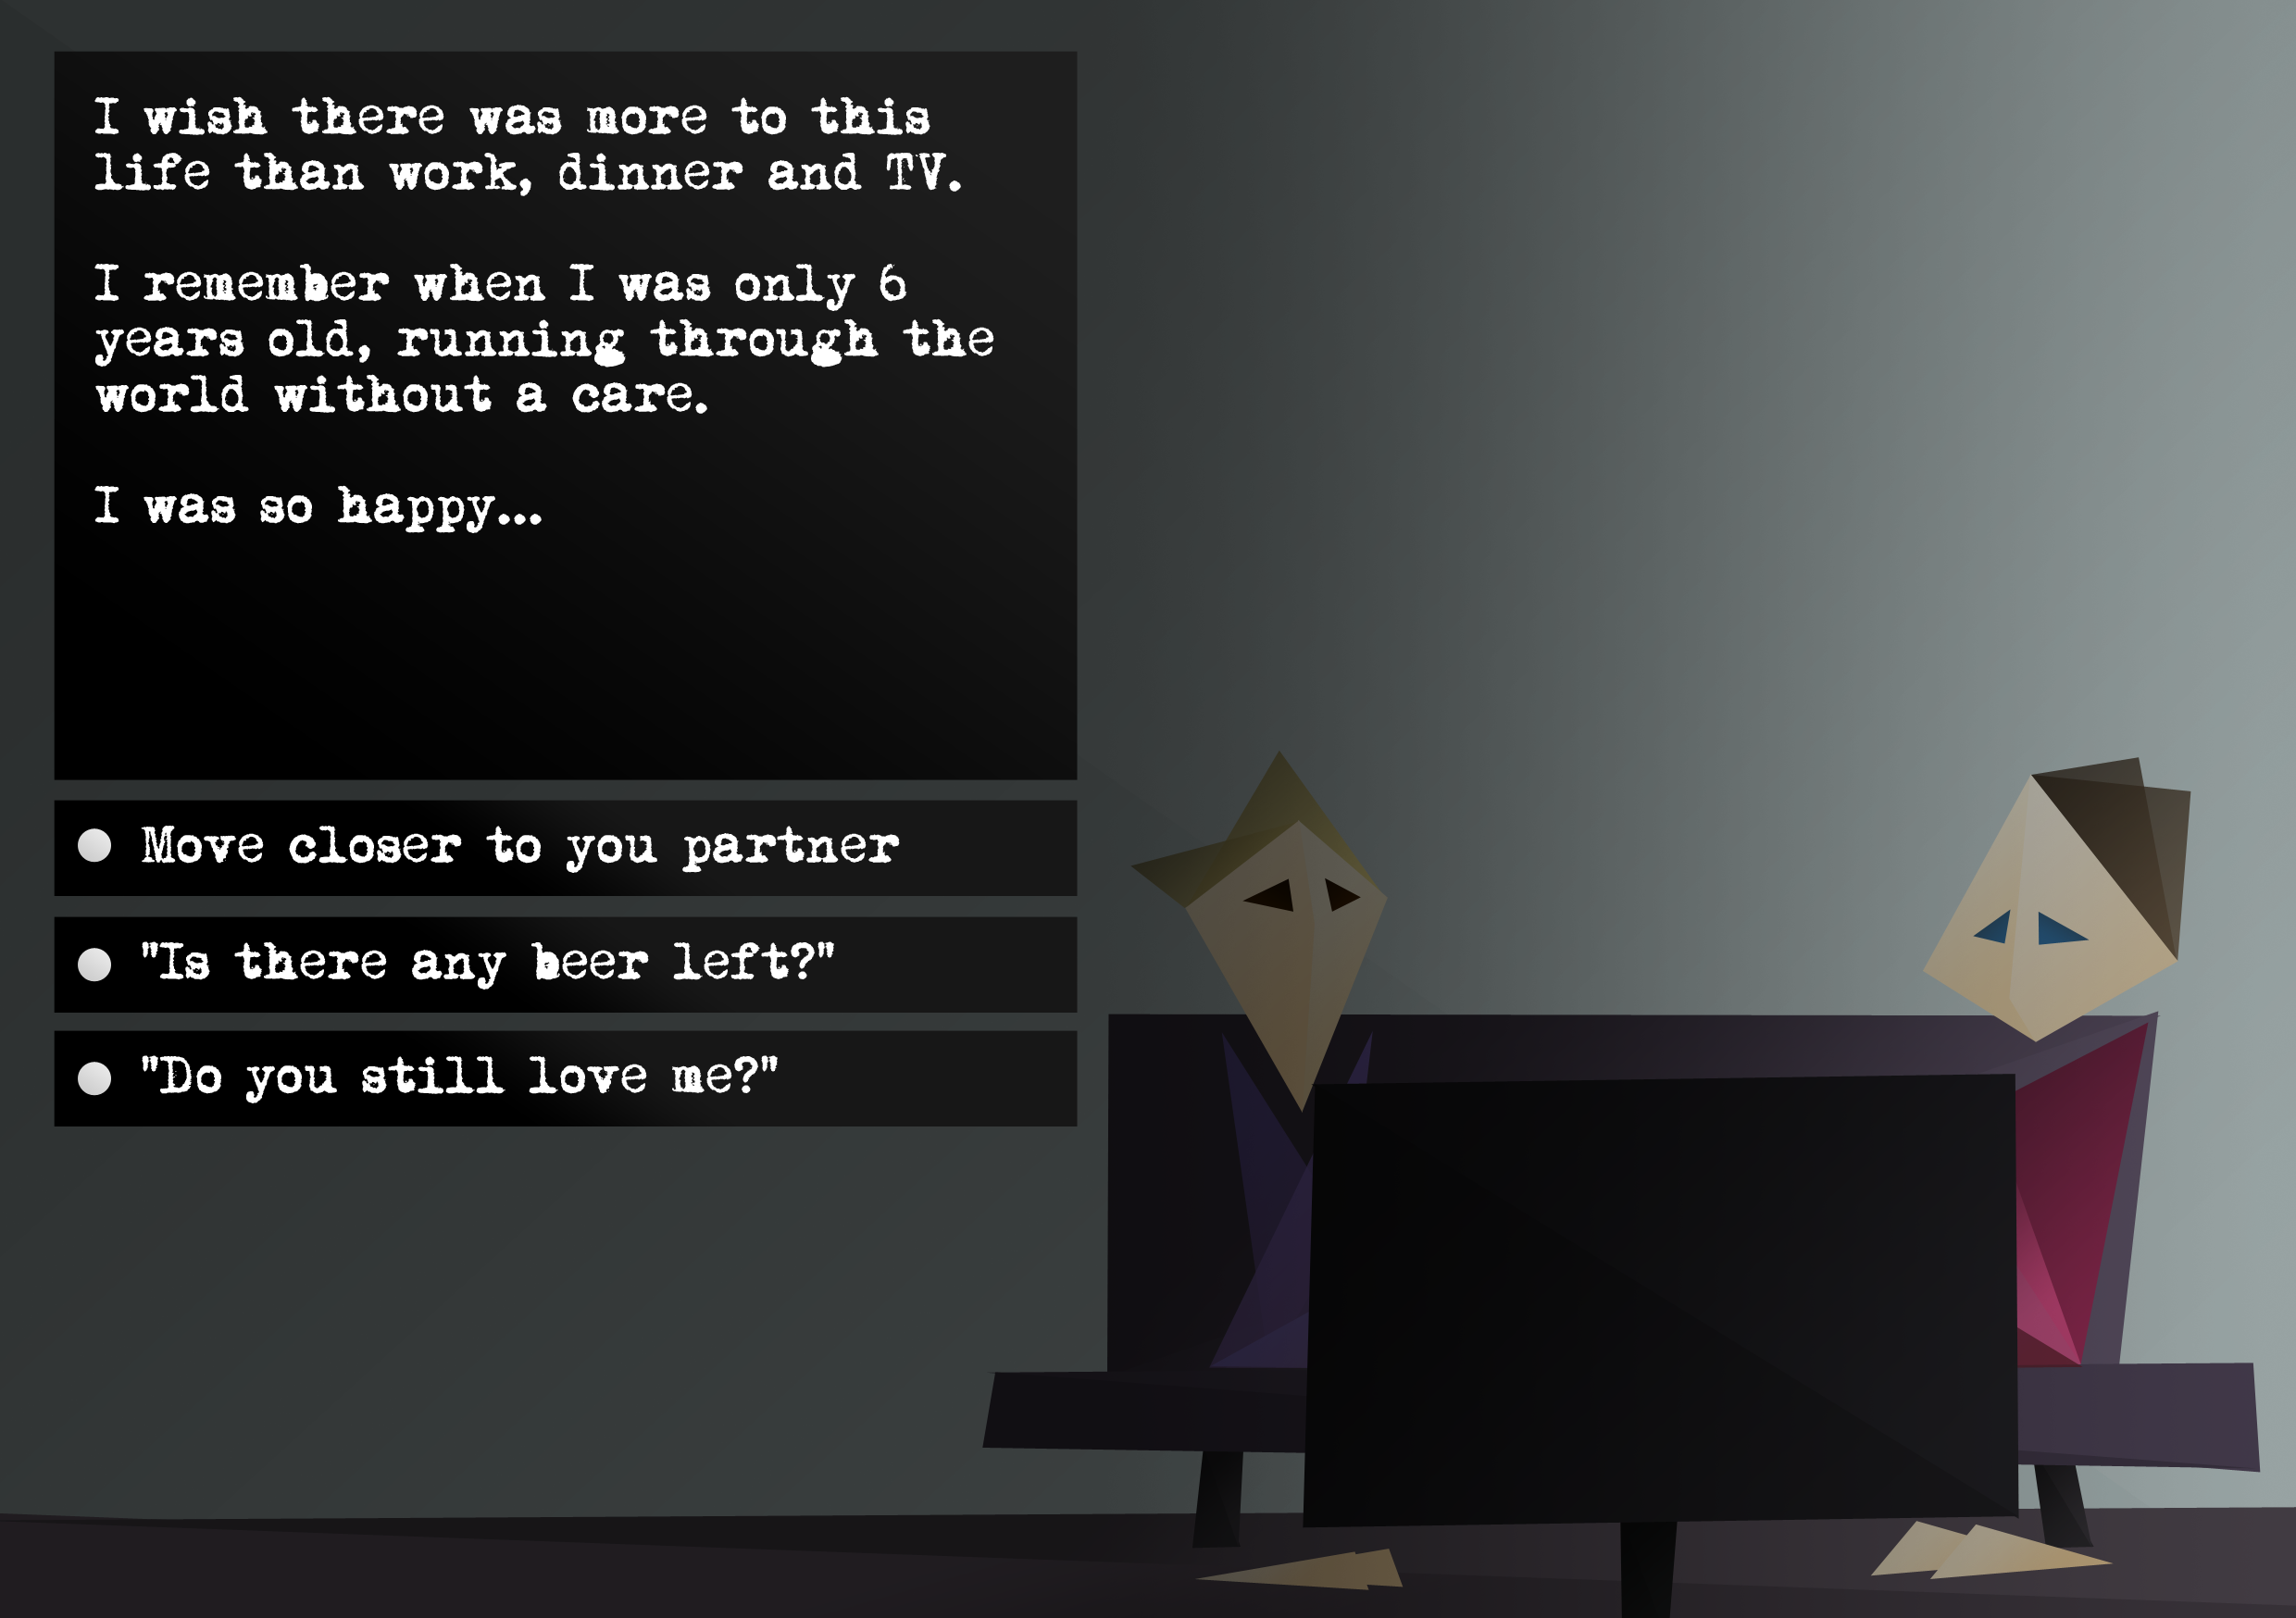 I wish there was more to this
life than work, dinner and TV.
I remember when I was only 6
years old, running through the
world without a care.
I was so happy...
Move closer to you partner
"Is there any beer left?"
"Do you still love me?"